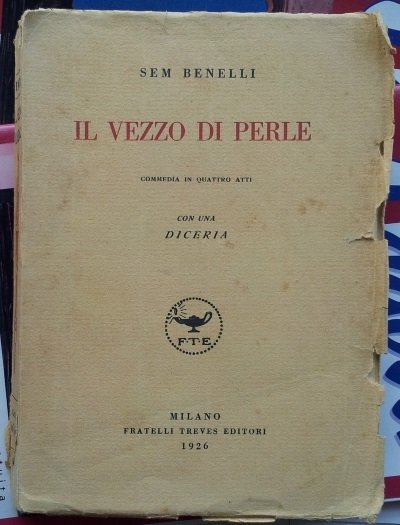 SEM BENELLI
IL VEZZO DI PERLE
COMMEDIA IN QUATTRO ATTI
CON UNA
DICERIA
F·T·E
MILANO
FRATELLI TREVES EDITORI
1926